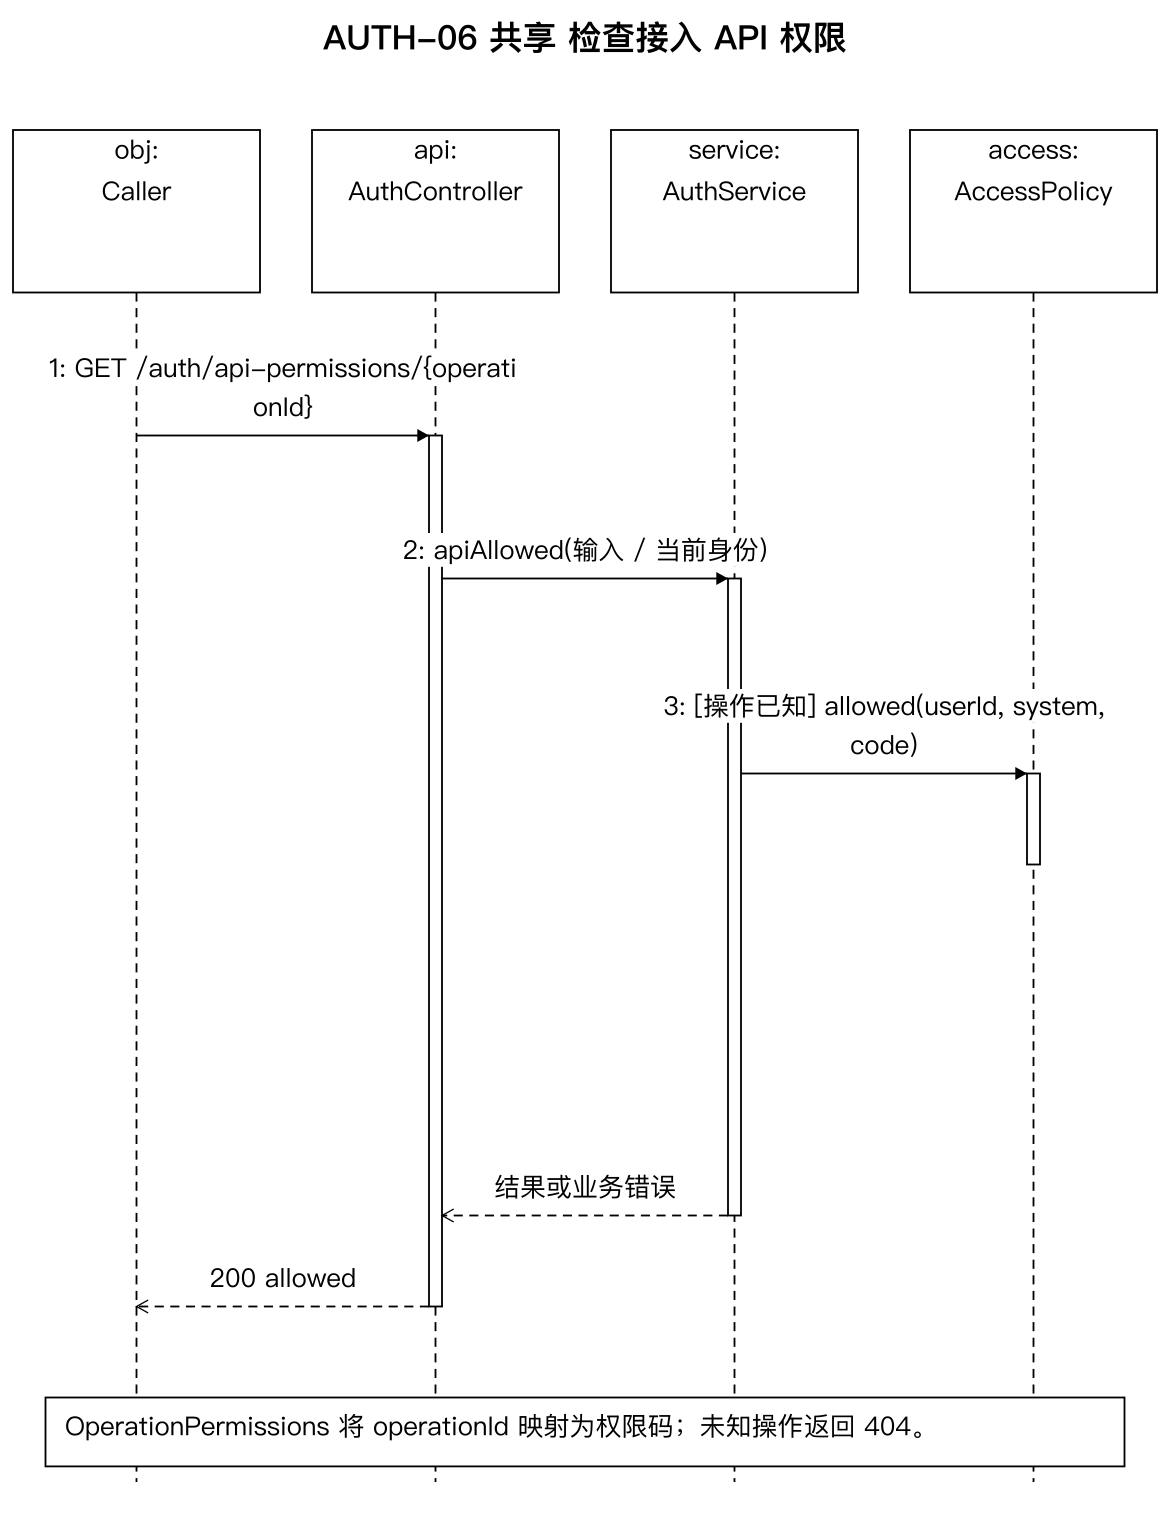 AUTH-06 共享 检查接入 API 权限
obj:
Caller
api:
AuthController
service:
AuthService
access:
AccessPolicy
1: GET /auth/api-permissions/{operati
onId}
2: apiAllowed(输入 / 当前身份)
3: [操作已知] allowed(userId, system,
code)
结果或业务错误
200 allowed
OperationPermissions 将 operationId 映射为权限码；未知操作返回 404。